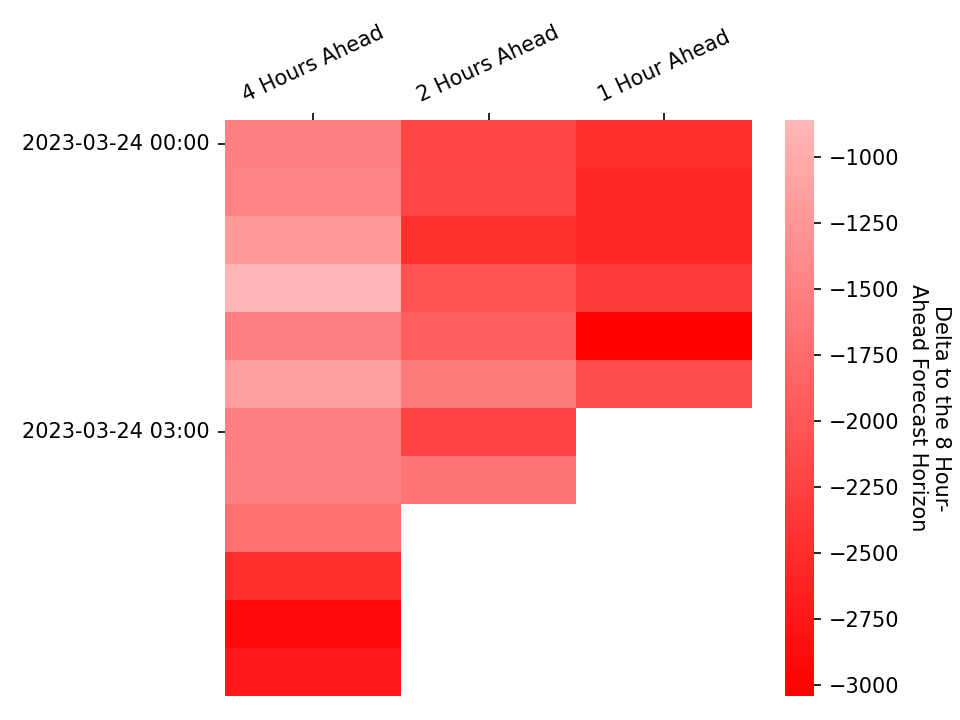 4 Hours Ahead
2 Hours Ahead
1 Hour Ahead
2023-03-24 00:00
2023-03-24 03:00
−1000
−1250
−1500
−1750
−2000
−2250
−2500
−2750
−3000
Delta to the 8 Hour-
Ahead Forecast Horizon